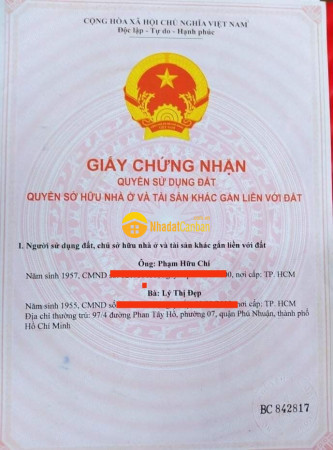 CỘNG HÒA XÃ HỘI CHỦ NGHĨA VIỆT NAM
Độc lập - Tự do - Hạnh phúc
GIẤY CHỨNG NHẬN
QUYỀN SỬ DỤNG ĐẤT
QUYỀN SỞ HỮU NHÀ Ở VÀ TÀI SẢN KHÁC GẮN LIỀN VỚI ĐẤT
I. Người sử dụng đất, chủ sở hữu nhà ở và tài sản khác gắn liền với đất
Ông: Phạm Hữu Chí
Năm sinh 1957, CMND 0, nơi cấp: TP. HCM
Bà: Lý Thị Đẹp
Năm sinh 1955, CMND số nơi cấp: TP. HCM
Địa chỉ thường trú: 97/4 đường Phan Tây Hồ, phường 07, quận Phú Nhuận, thành phố
Hồ Chí Minh
BC 842817